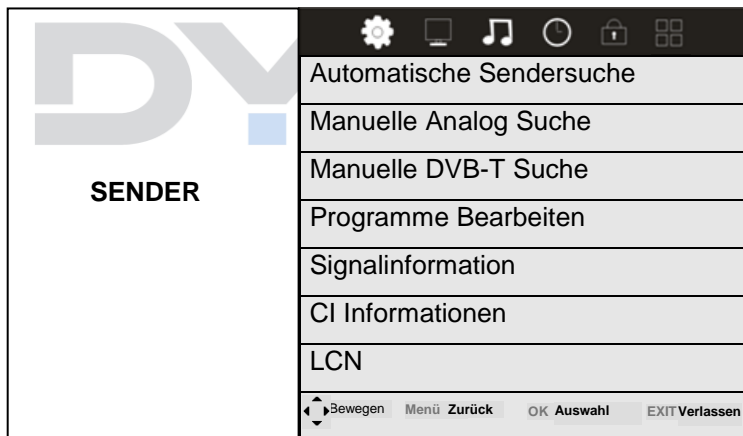 DY
SENDER
Automatische Sendersuche
Manuelle Analog Suche
Manuelle DVB-T Suche
Programme Bearbeiten
Signalinformation
CI Informationen
LCN
Bewegen Menü Zurück OK Auswahl EXIT Verlassen